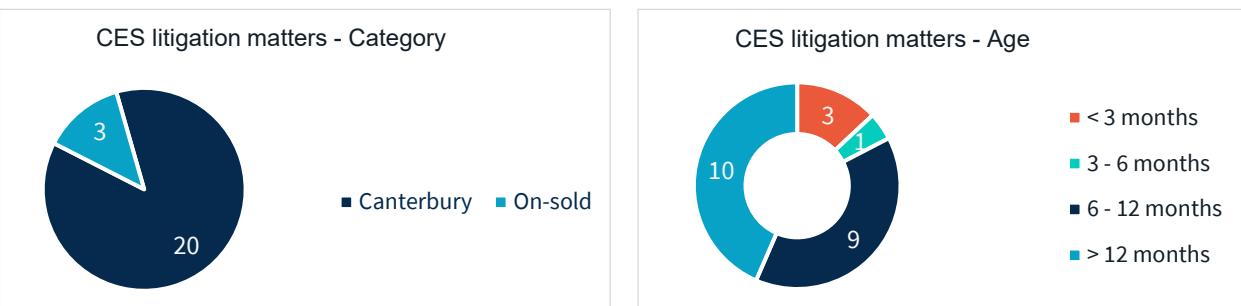 CES litigation matters - Category
3
20
Canterbury
On-sold
CES litigation matters - Age
3
1
9
10
< 3 months
3 - 6 months
6 - 12 months
> 12 months